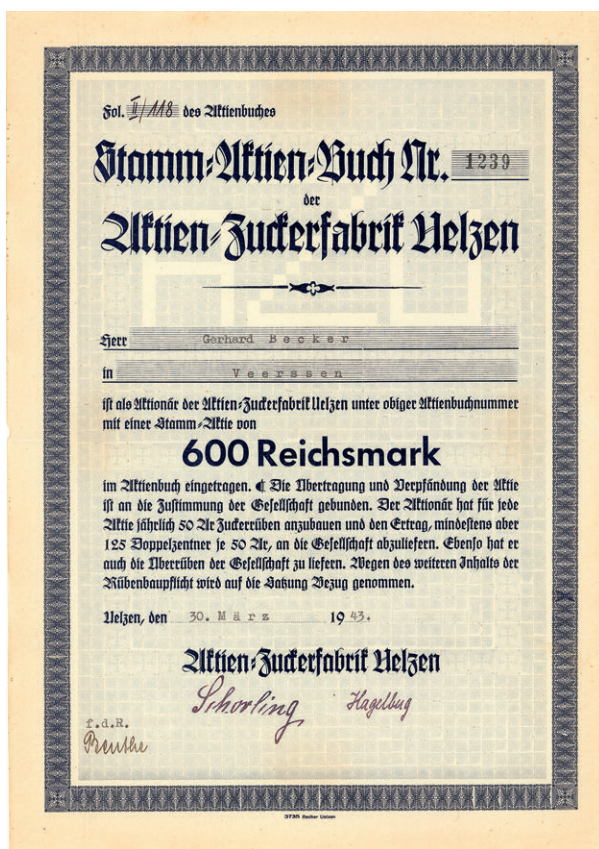 Fol. II/118 des Aktienbuches
Stamm-Aktien-Buch Nr. 1239
der
Aktien-Zuckerfabrik Uelzen
Herr Gerhard Becker
in Veerssen
ist als Aktionär der Aktien-Zuckerfabrik Uelzen unter obiger Aktienbuchnummer
mit einer Stamm-Aktie von
600 Reichsmark
im Aktienbuch eingetragen. Die Übertragung und Verpfändung der Aktie
ist an die Zustimmung der Gesellschaft gebunden. Der Aktionär hat für jede
Aktie jährlich 50 Ar Zuckerrüben anzubauen und den Ertrag, mindestens aber
125 Doppelzentner je 50 Ar, an die Gesellschaft abzuliefern. Ebenso hat er
auch die Überrüben der Gesellschaft zu liefern. Wegen des weiteren Inhalts der
Rübenbaupflicht wird auf die Satzung Bezug genommen.
Uelzen, den 30. März 1943.
Aktien-Zuckerfabrik Uelzen
Schorling Hagelberg
f.d.R.
3735 Becker Uelzen